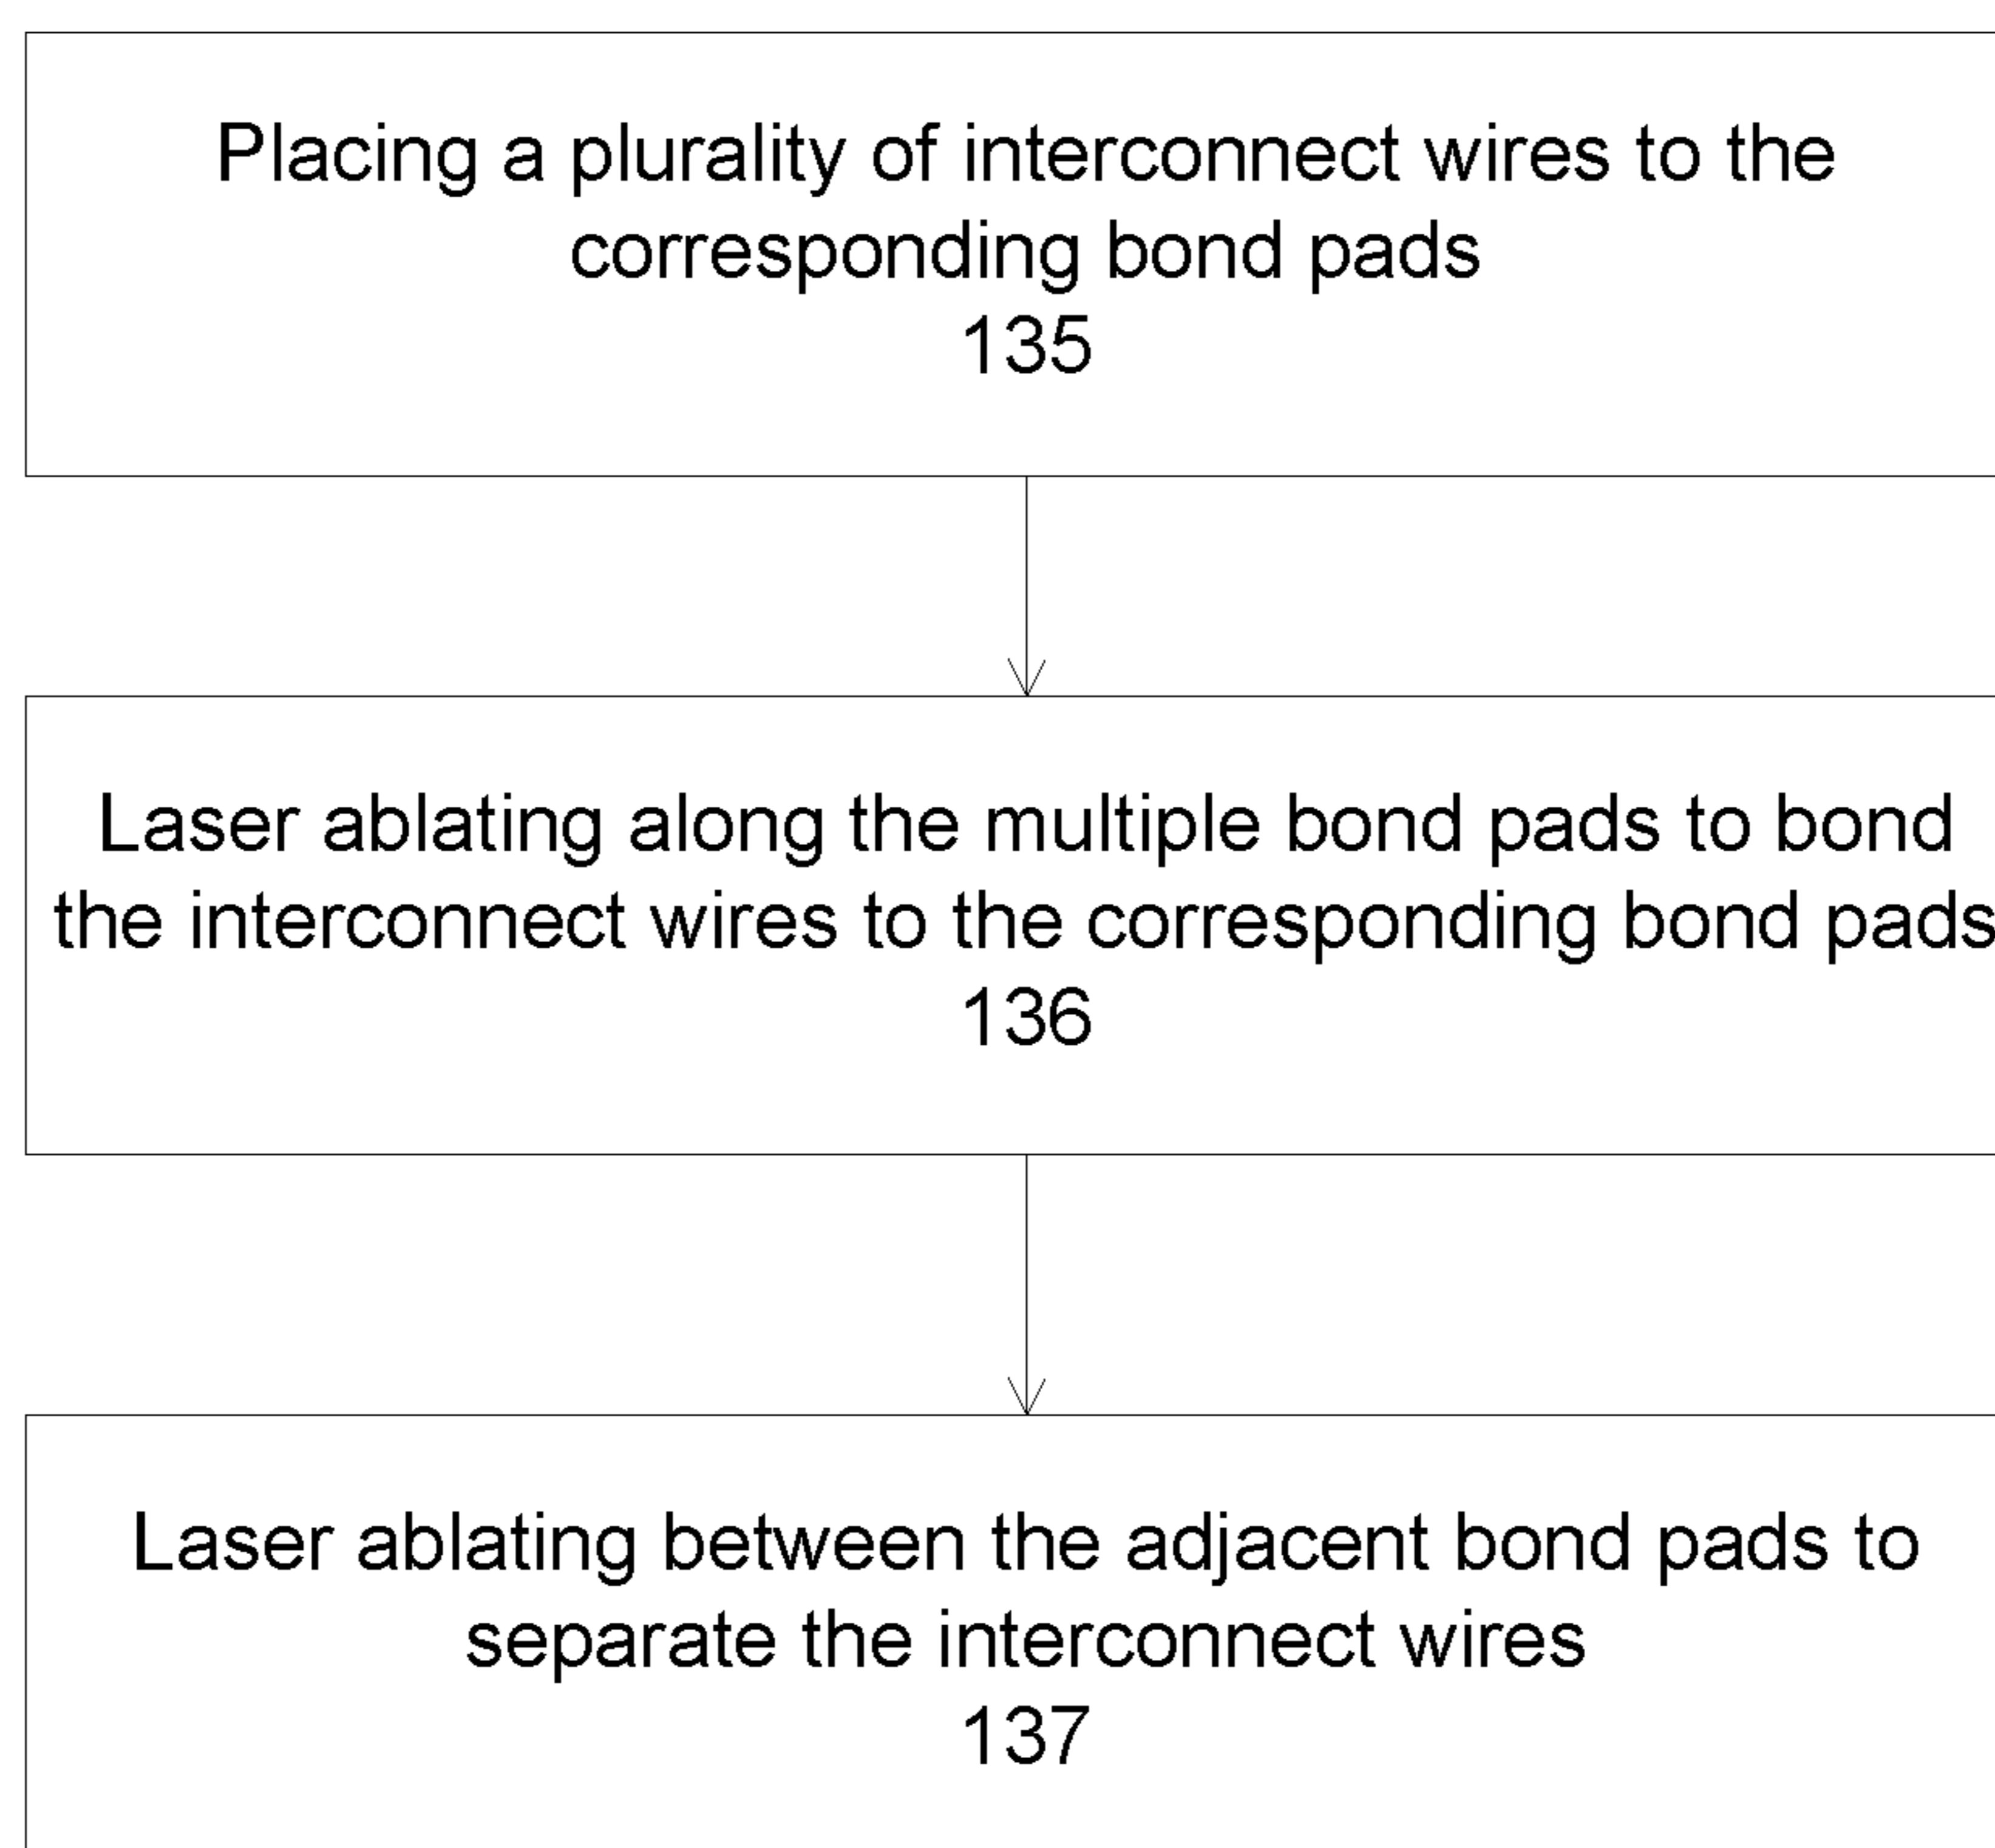 Placing a plurality of interconnect wires to the
corresponding bond pads
135
Laser ablating along the multiple bond pads to bond
the interconnect wires to the corresponding bond pads
136
Laser ablating between the adjacent bond pads to
separate the interconnect wires
137